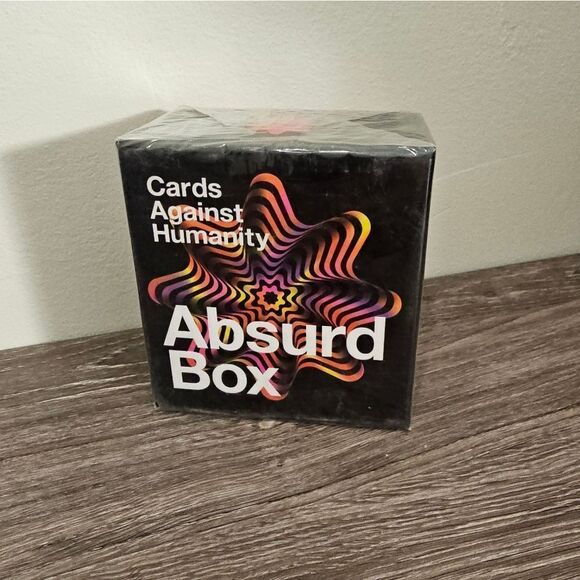 Cards
Against
Humanity
Absurd
Box